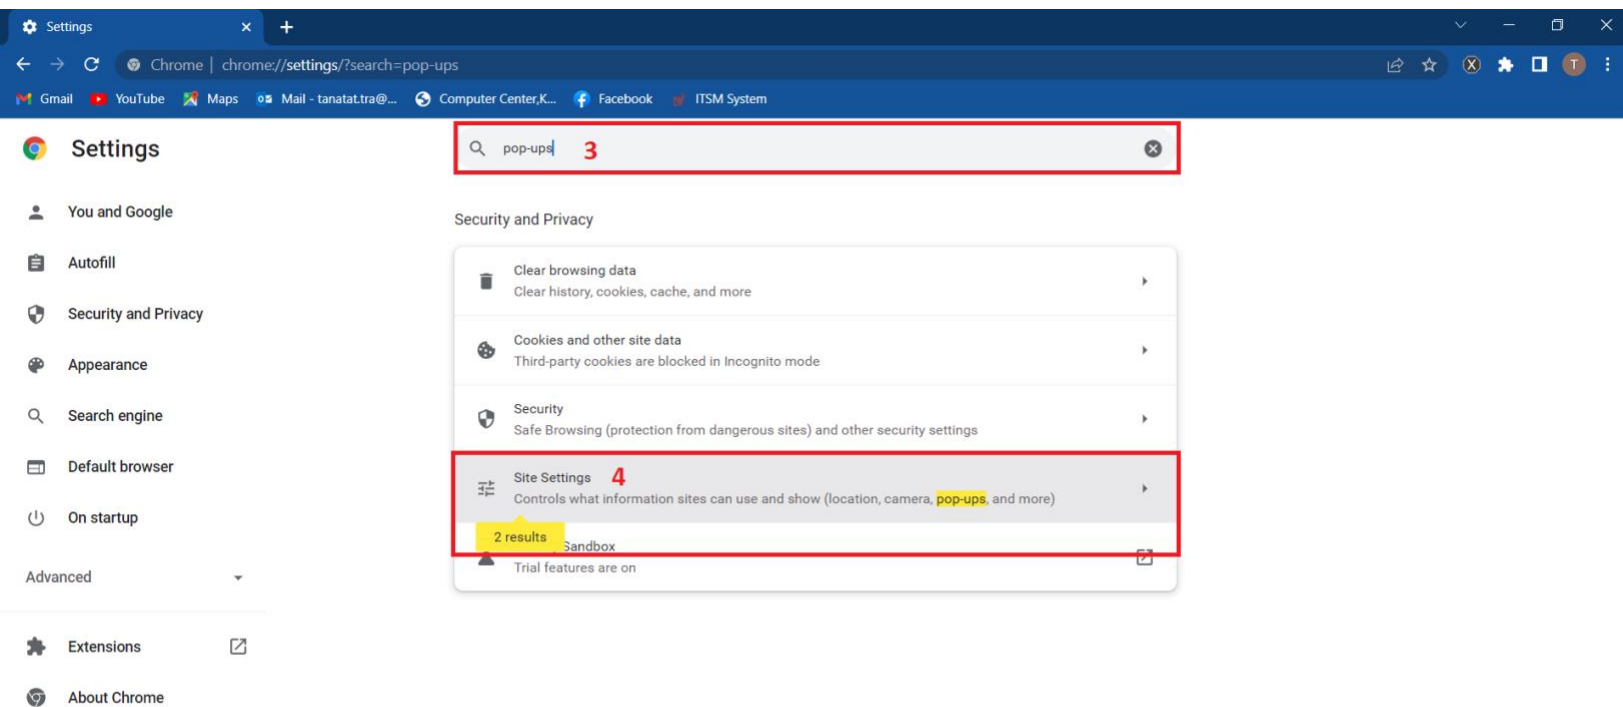 Settings
Chrome | chrome://settings/?search=pop-ups
T
Gmail YouTube Maps Mail - tanatat.tra@... Computer Center,K... Facebook ITSM System
Settings
pop-ups 3
You and Google
Autofill
Security and Privacy
Appearance
Search engine
Default browser
On startup
Advanced
Extensions
About Chrome
Security and Privacy
Clear browsing data
Clear history, cookies, cache, and more
Cookies and other site data
Third-party cookies are blocked in Incognito mode
Security
Safe Browsing (protection from dangerous sites) and other security settings
Site Settings 4
Controls what information sites can use and show (location, camera, pop-ups, and more)
2 results
Sandbox
Trial features are on